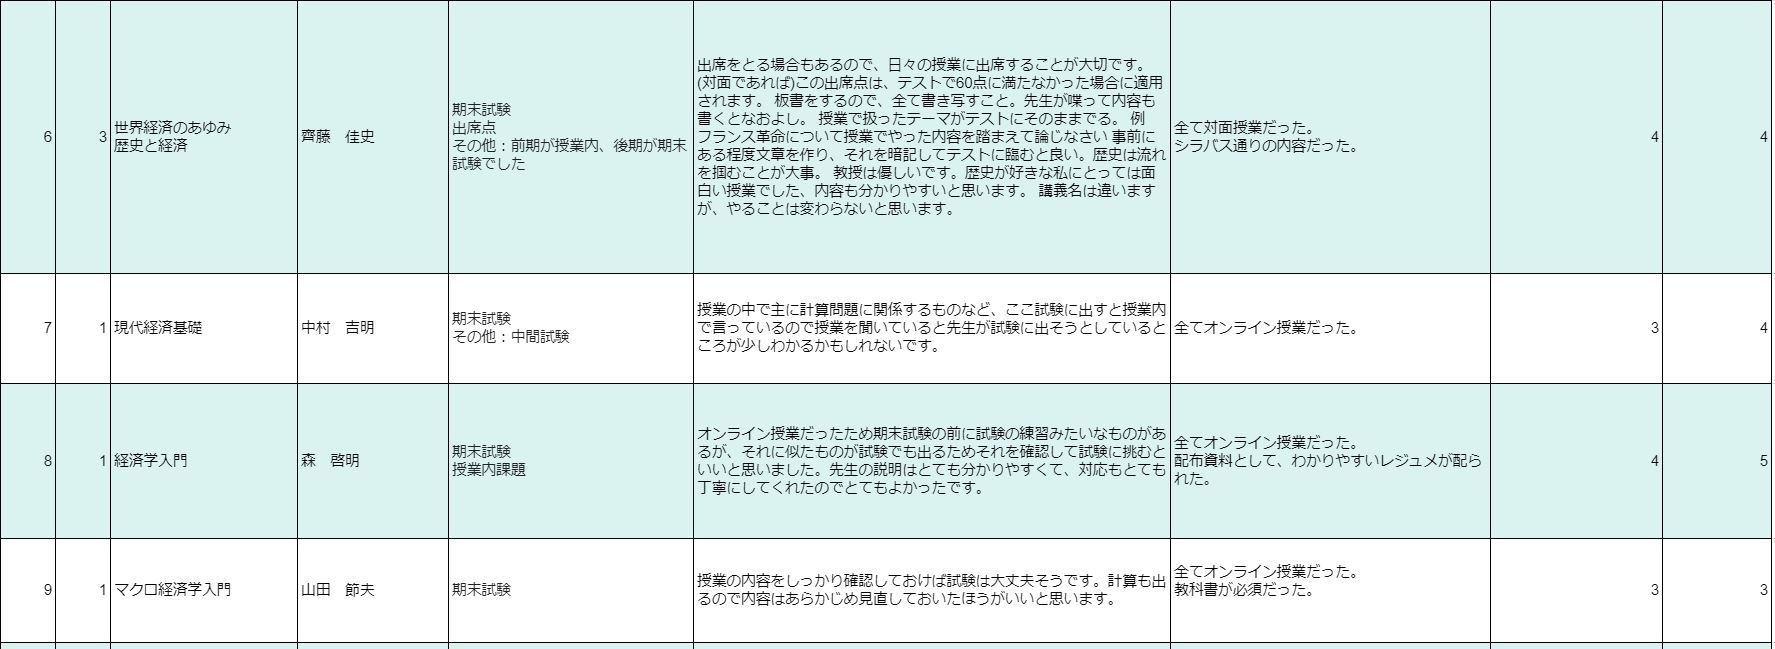 6
3
世界経済のあゆみ
歴史と経済
齊藤　佳史
期末試験
出席点
その他：前期が授業内、後期が期末
試験でした
出席をとる場合もあるので、日々の授業に出席することが大切です。
(対面であれば)この出席点は、テストで60点に満たなかった場合に適用
されます。 板書をするので、全て書き写すこと。先生が喋って内容も
書くとなおよし。 授業で扱ったテーマがテストにそのままでる。 例
フランス革命について授業でやった内容を踏まえて論じなさい 事前に
ある程度文章を作り、それを暗記してテストに臨むと良い。歴史は流れ
を掴むことが大事。 教授は優しいです。歴史が好きな私にとっては面
白い授業でした、内容も分かりやすいと思います。 講義名は違います
が、やることは変わらないと思います。
全て対面授業だった。
シラバス通りの内容だった。
4
4
7
1
現代経済基礎
中村　吉明
期末試験
その他：中間試験
授業の中で主に計算問題に関係するものなど、ここ試験に出すと授業内
で言っているので授業を聞いていると先生が試験に出そうとしていると
ころが少しわかるかもしれないです。
全てオンライン授業だった。
3
4
8
1
経済学入門
森　啓明
期末試験
授業内課題
オンライン授業だったため期末試験の前に試験の練習みたいなものがあ
るが、それに似たものが試験でも出るためそれを確認して試験に挑むと
いいと思いました。先生の説明はとても分かりやすくて、対応もとても
丁寧にしてくれたのでとてもよかったです。
全てオンライン授業だった。
配布資料として、わかりやすいレジュメが配ら
れた。
4
5
9
1
マクロ経済学入門
山田　節夫
期末試験
授業の内容をしっかり確認しておけば試験は大丈夫そうです。計算も出
るので内容はあらかじめ見直しておいたほうがいいと思います。
全てオンライン授業だった。
教科書が必須だった。
3
3